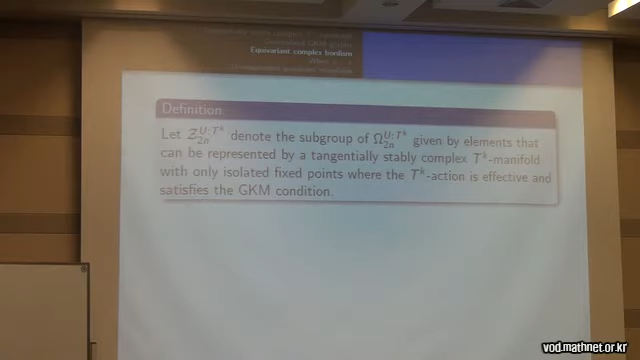 Equivariant complex bordism
Definition
Let 𝒵_{2n}^{U:T^k} denote the subgroup of Ω_{2n}^{U:T^k} given by elements that
can be represented by a tangentially stably complex T^k-manifold
with only isolated fixed points where the T^k-action is effective and
satisfies the GKM condition.
vod.mathnet.or.kr